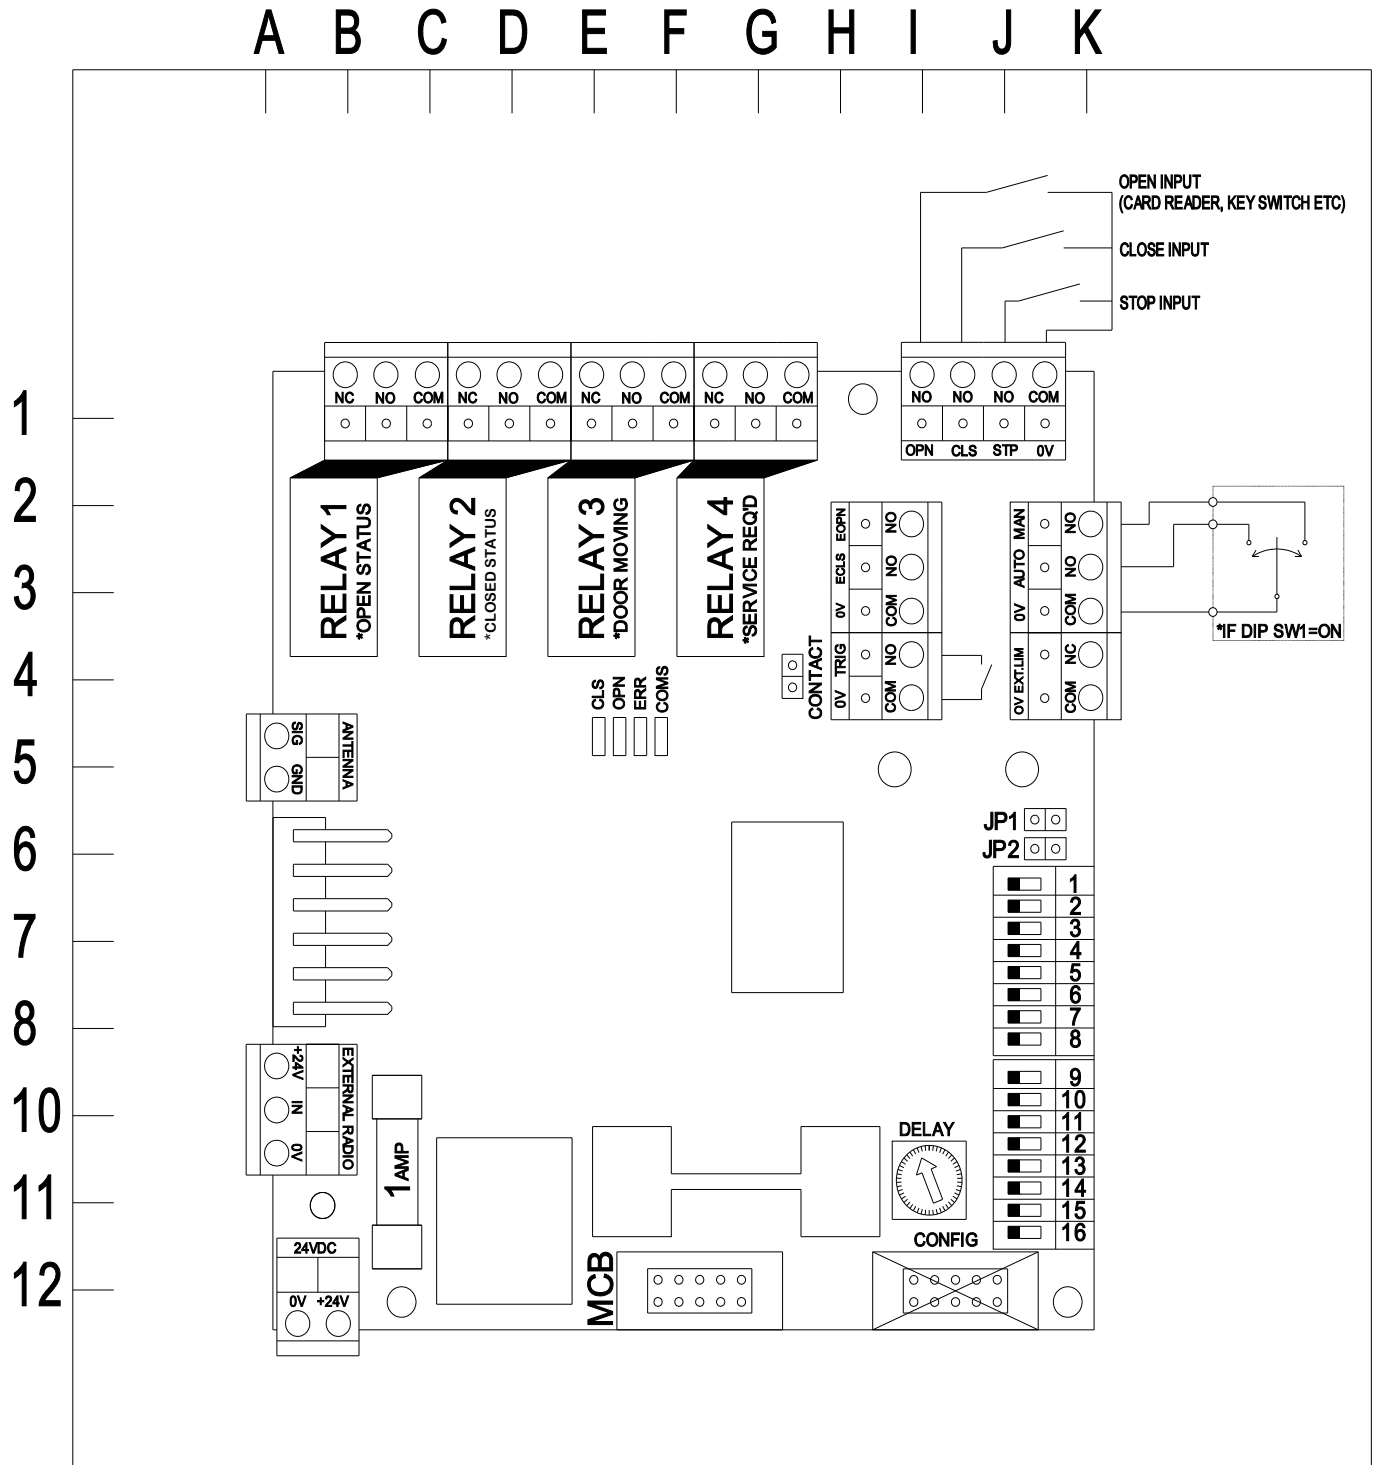 A B C D E F G H I J K
OPEN INPUT
(CARD READER, KEY SWITCH ETC)
CLOSE INPUT
STOP INPUT
1
2
3
4
5
6
7
8
10
11
12
NC NO COM NC NO COM NC NO COM NC NO COM
NO NO NO COM
OPN CLS STP 0V
RELAY 1
*OPEN STATUS
RELAY 2
*CLOSED STATUS
RELAY 3
*DOOR MOVING
RELAY 4
*SERVICE REQ'D
EOPN NO
ECLS NO
0V COM
TRIG NO
0V COM
CONTACT
MAN NO
AUTO NO
0V COM
EXT.LIM NC
OV COM
*IF DIP SW1=ON
CLS
OPN
ERR
COMS
SIG
GND
ANTENNA
JP1
JP2
1
2
3
4
5
6
7
8
9
10
11
12
13
14
15
16
+24V
IN
0V
EXTERNAL RADIO
1 AMP
DELAY
CONFIG
MCB
24VDC
0V +24V